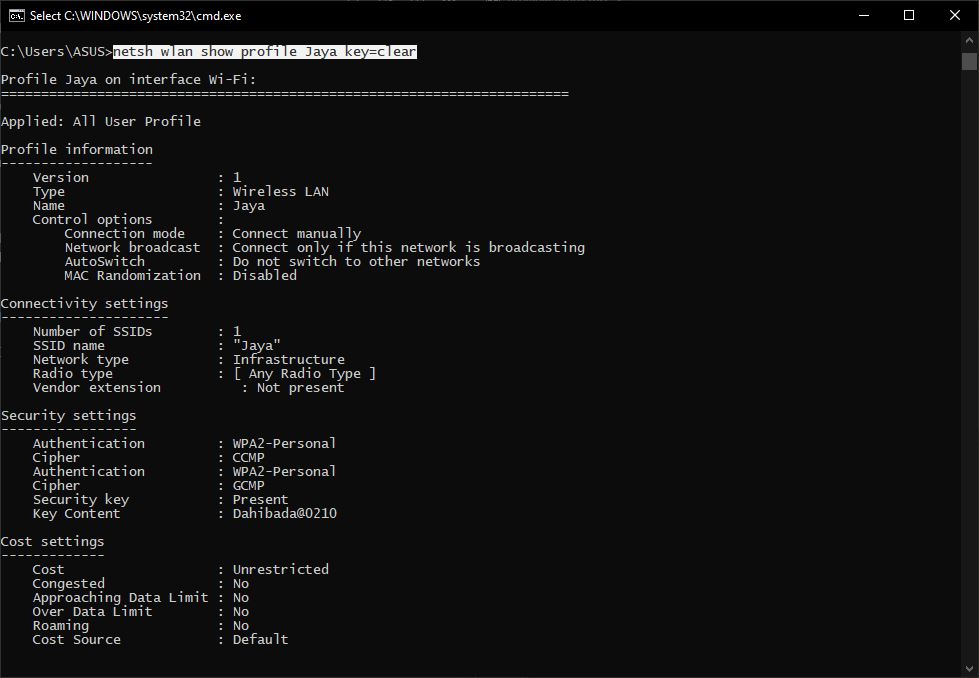 Select C:\WINDOWS\system32\cmd.exe
C:\Users\ASUS>netsh wlan show profile Jaya key=clear
Profile Jaya on interface Wi-Fi:
=======================================================================
Applied: All User Profile
Profile information
-------------------
    Version                : 1
    Type                   : Wireless LAN
    Name                   : Jaya
    Control options        :
        Connection mode    : Connect manually
        Network broadcast  : Connect only if this network is broadcasting
        AutoSwitch         : Do not switch to other networks
        MAC Randomization  : Disabled
Connectivity settings
---------------------
    Number of SSIDs        : 1
    SSID name              : "Jaya"
    Network type           : Infrastructure
    Radio type             : [ Any Radio Type ]
    Vendor extension          : Not present
Security settings
-----------------
    Authentication         : WPA2-Personal
    Cipher                 : CCMP
    Authentication         : WPA2-Personal
    Cipher                 : GCMP
    Security key           : Present
    Key Content            : Dahibada@0210
Cost settings
-------------
    Cost                   : Unrestricted
    Congested              : No
    Approaching Data Limit : No
    Over Data Limit        : No
    Roaming                : No
    Cost Source            : Default